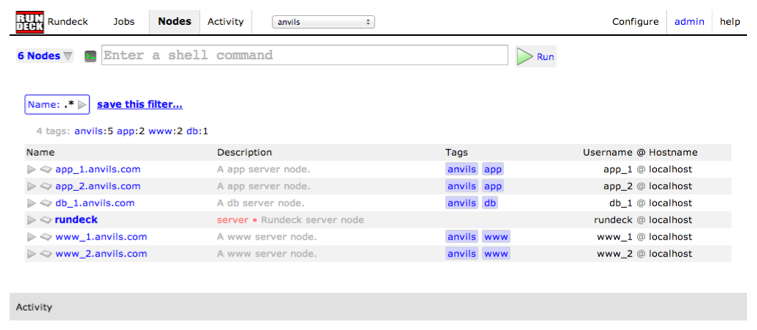 RUN DECK Rundeck Jobs Nodes Activity anvils Configure admin help
6 Nodes Enter a shell command Run
Name: .* save this filter...
4 tags: anvils:5 app:2 www:2 db:1
Name Description Tags Username @ Hostname
app_1.anvils.com A app server node. anvils app app_1 @ localhost
app_2.anvils.com A app server node. anvils app app_2 @ localhost
db_1.anvils.com A db server node. anvils db db_1 @ localhost
rundeck server • Rundeck server node rundeck @ localhost
www_1.anvils.com A www server node. anvils www www_1 @ localhost
www_2.anvils.com A www server node. anvils www www_2 @ localhost
Activity